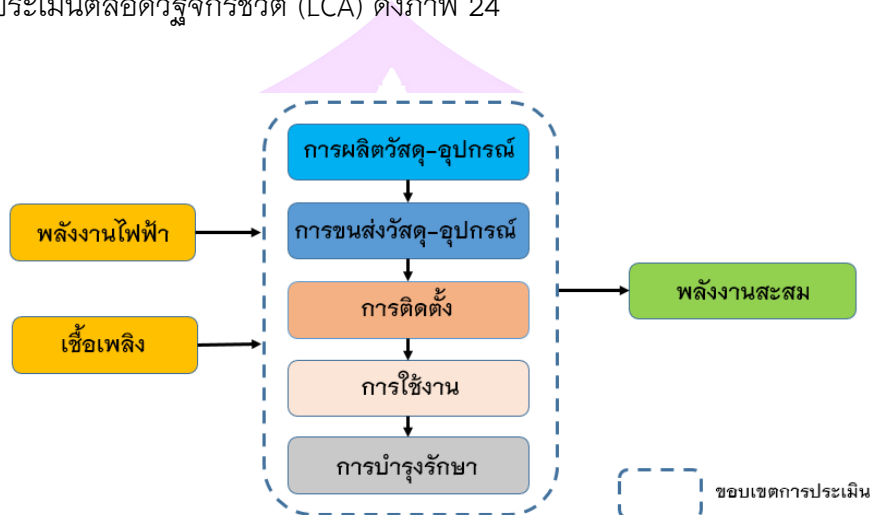 ประเมินตลอดวัฐจักรชีวิต (LCA) ดังภาพ 24
การผลิตวัสดุ-อุปกรณ์
พลังงานไฟฟ้า
การขนส่งวัสดุ-อุปกรณ์
การติดตั้ง
พลังงานสะสม
เชื้อเพลิง
การใช้งาน
การบำรุงรักษา
ขอบเขตการประเมิน